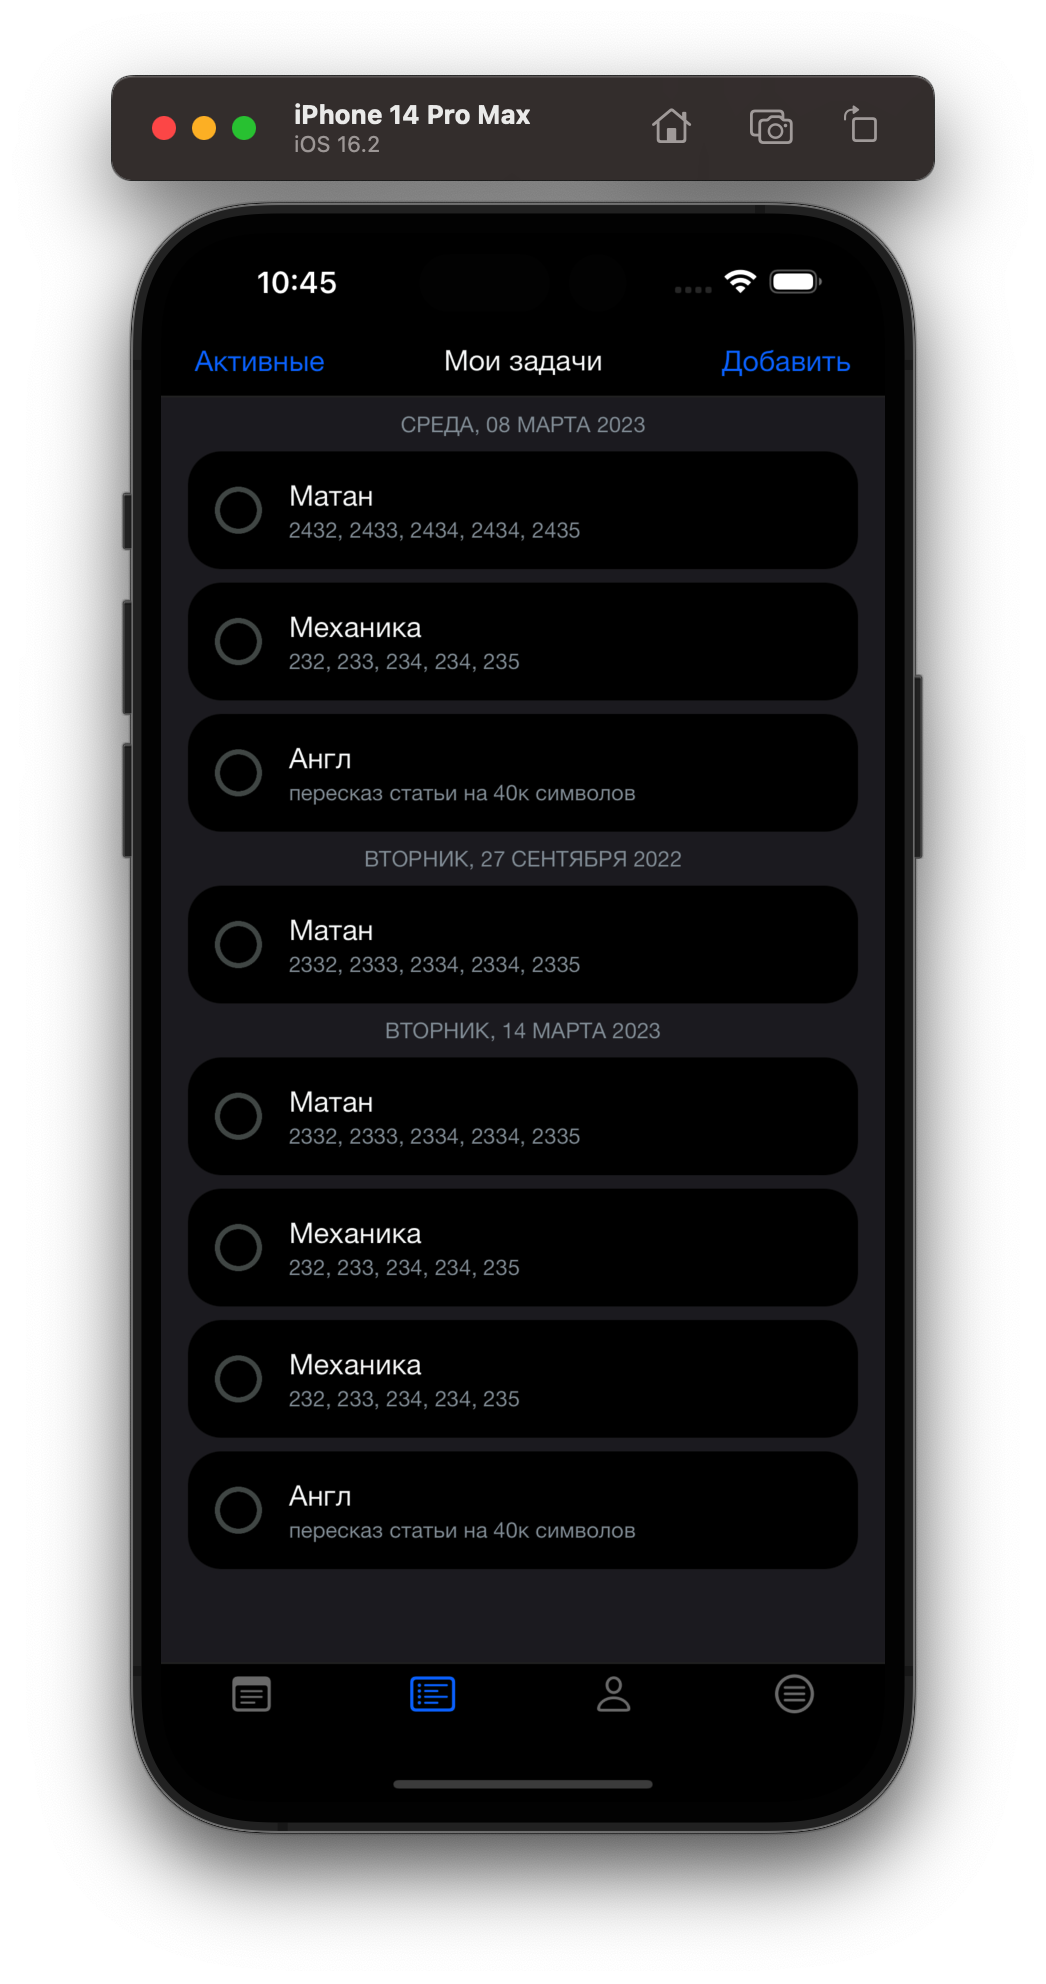 iPhone 14 Pro Max
iOS 16.2
10:45
Активные Мои задачи Добавить
СРЕДА, 08 МАРТА 2023
Матан
2432, 2433, 2434, 2434, 2435
Механика
232, 233, 234, 234, 235
Англ
пересказ статьи на 40к символов
ВТОРНИК, 27 СЕНТЯБРЯ 2022
Матан
2332, 2333, 2334, 2334, 2335
ВТОРНИК, 14 МАРТА 2023
Матан
2332, 2333, 2334, 2334, 2335
Механика
232, 233, 234, 234, 235
Механика
232, 233, 234, 234, 235
Англ
пересказ статьи на 40к символов